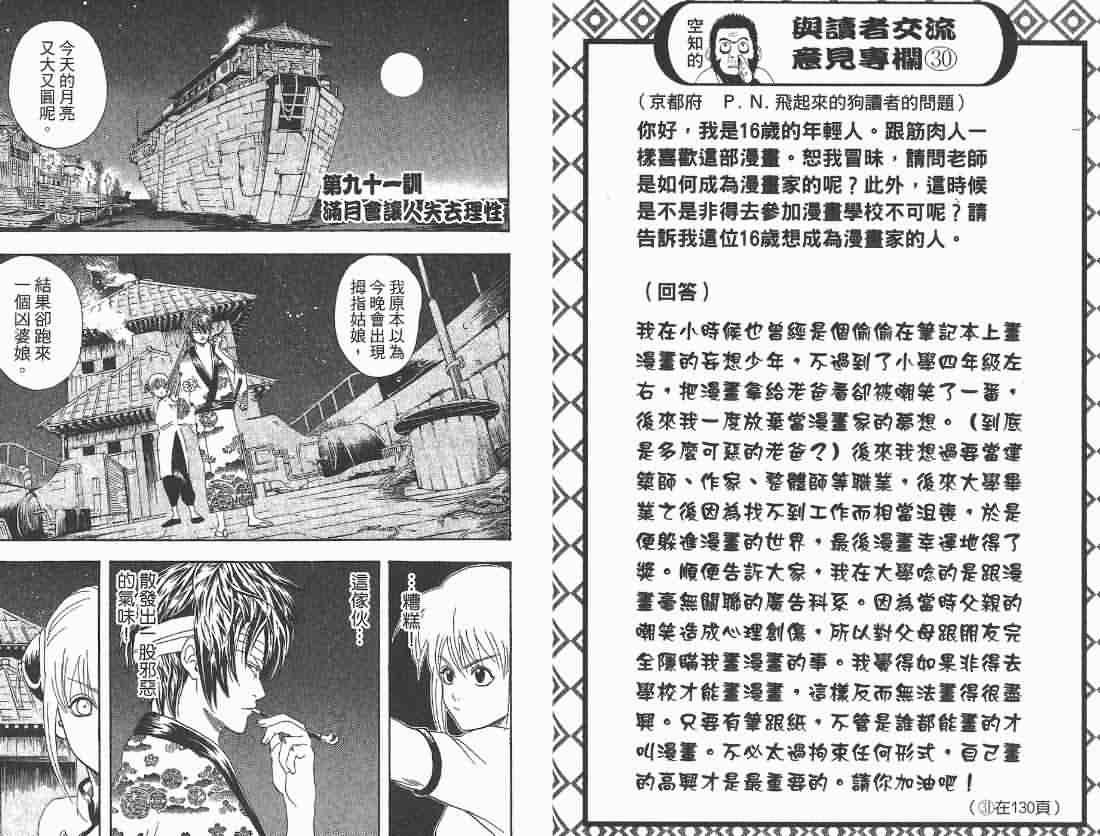 空知的
與讀者交流
意見專欄㉚
（京都府　P.N.飛起來的狗讀者的問題）
你好，我是16歲的年輕人。跟筋肉人一
樣喜歡這部漫畫。恕我冒昧，請問老師
是如何成為漫畫家的呢？此外，這時候
是不是非得去參加漫畫學校不可呢？請
告訴我這位16歲想成為漫畫家的人。
（回答）
我在小時候也曾經是個偷偷在筆記本上畫
漫畫的妄想少年，不過到了小學四年級左
右，把漫畫拿給老爸看卻被嘲笑了一番，
後來我一度放棄當漫畫家的夢想。（到底
是多麼可惡的老爸？）後來我想過要當建
築師、作家、整體師等職業，後來大學畢
業之後因為找不到工作而相當沮喪，於是
便躲進漫畫的世界，最後漫畫幸運地得了
獎。順便告訴大家，我在大學唸的是跟漫
畫毫無關聯的廣告科系。因為當時父親的
嘲笑造成心理創傷，所以對父母跟朋友完
全隱瞞我畫漫畫的事。我覺得如果非得去
學校才能畫漫畫，這樣反而無法畫得很盡
興。只要有筆跟紙，不管是誰都能畫的才
叫漫畫。不必太過拘束任何形式，自己畫
的高興才是最重要的。請你加油吧！
（㉛在130頁）
今天的月亮
又大又圓呢。
第九十一訓
滿月會讓人失去理性
我原本以為
今晚會出現
拇指姑娘，
結果卻跑來
一個凶婆娘。
…糟糕！
這傢伙…
散發出一股邪惡
的氣味！